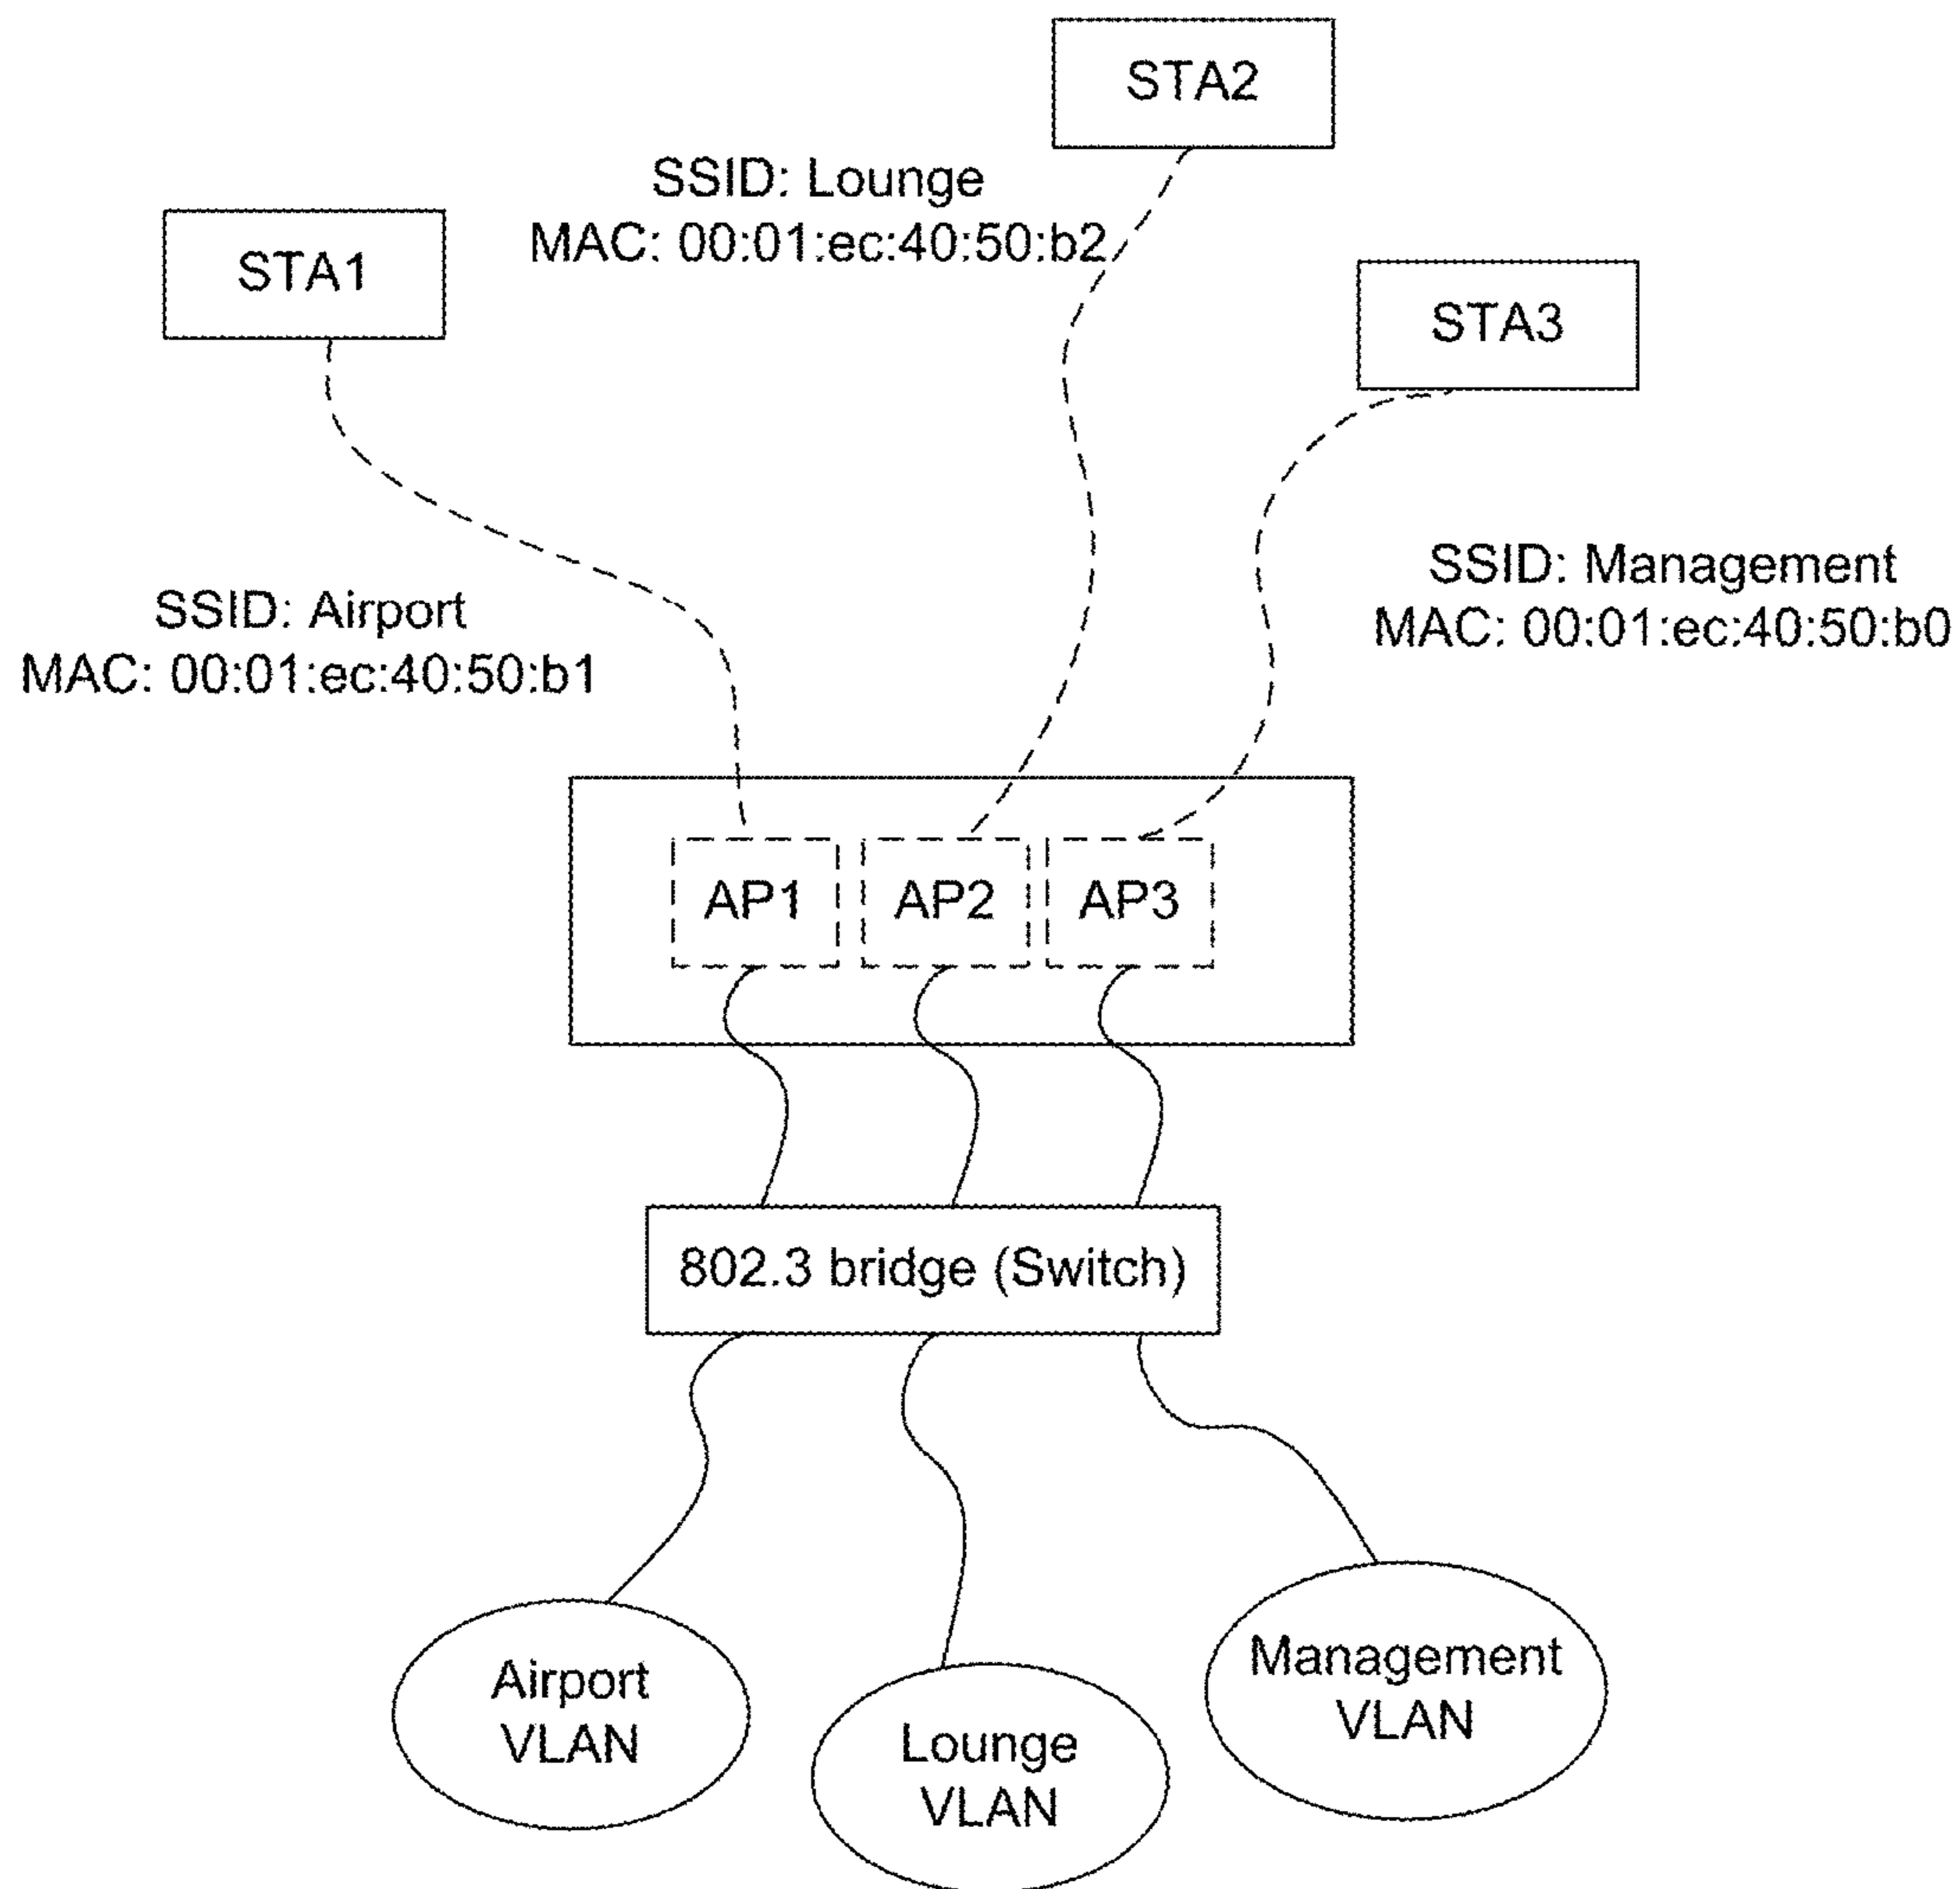 STA2
SSID: Lounge
MAC: 00:01:ec:40:50:b2
STA1
STA3
SSID: Airport
MAC: 00:01:ec:40:50:b1
SSID: Management
MAC: 00:01:ec:40:50:b0
AP1
AP2
AP3
802.3 bridge (Switch)
Airport
VLAN
Lounge
VLAN
Management
VLAN